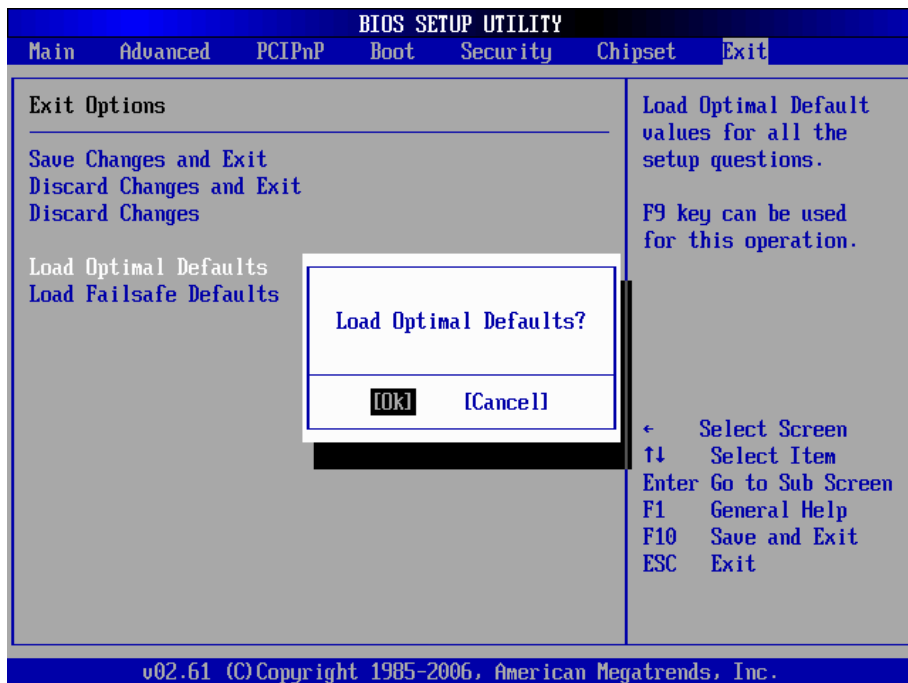 BIOS SETUP UTILITY
Main Advanced PCIPnP Boot Security Chipset Exit
Exit Options
Save Changes and Exit
Discard Changes and Exit
Discard Changes
Load Optimal Defaults
Load Failsafe Defaults
Load Optimal Defaults?
[Ok] [Cancel]
Load Optimal Default
values for all the
setup questions.
F9 key can be used
for this operation.
← Select Screen
↑↓ Select Item
Enter Go to Sub Screen
F1 General Help
F10 Save and Exit
ESC Exit
v02.61 (C)Copyright 1985-2006, American Megatrends, Inc.